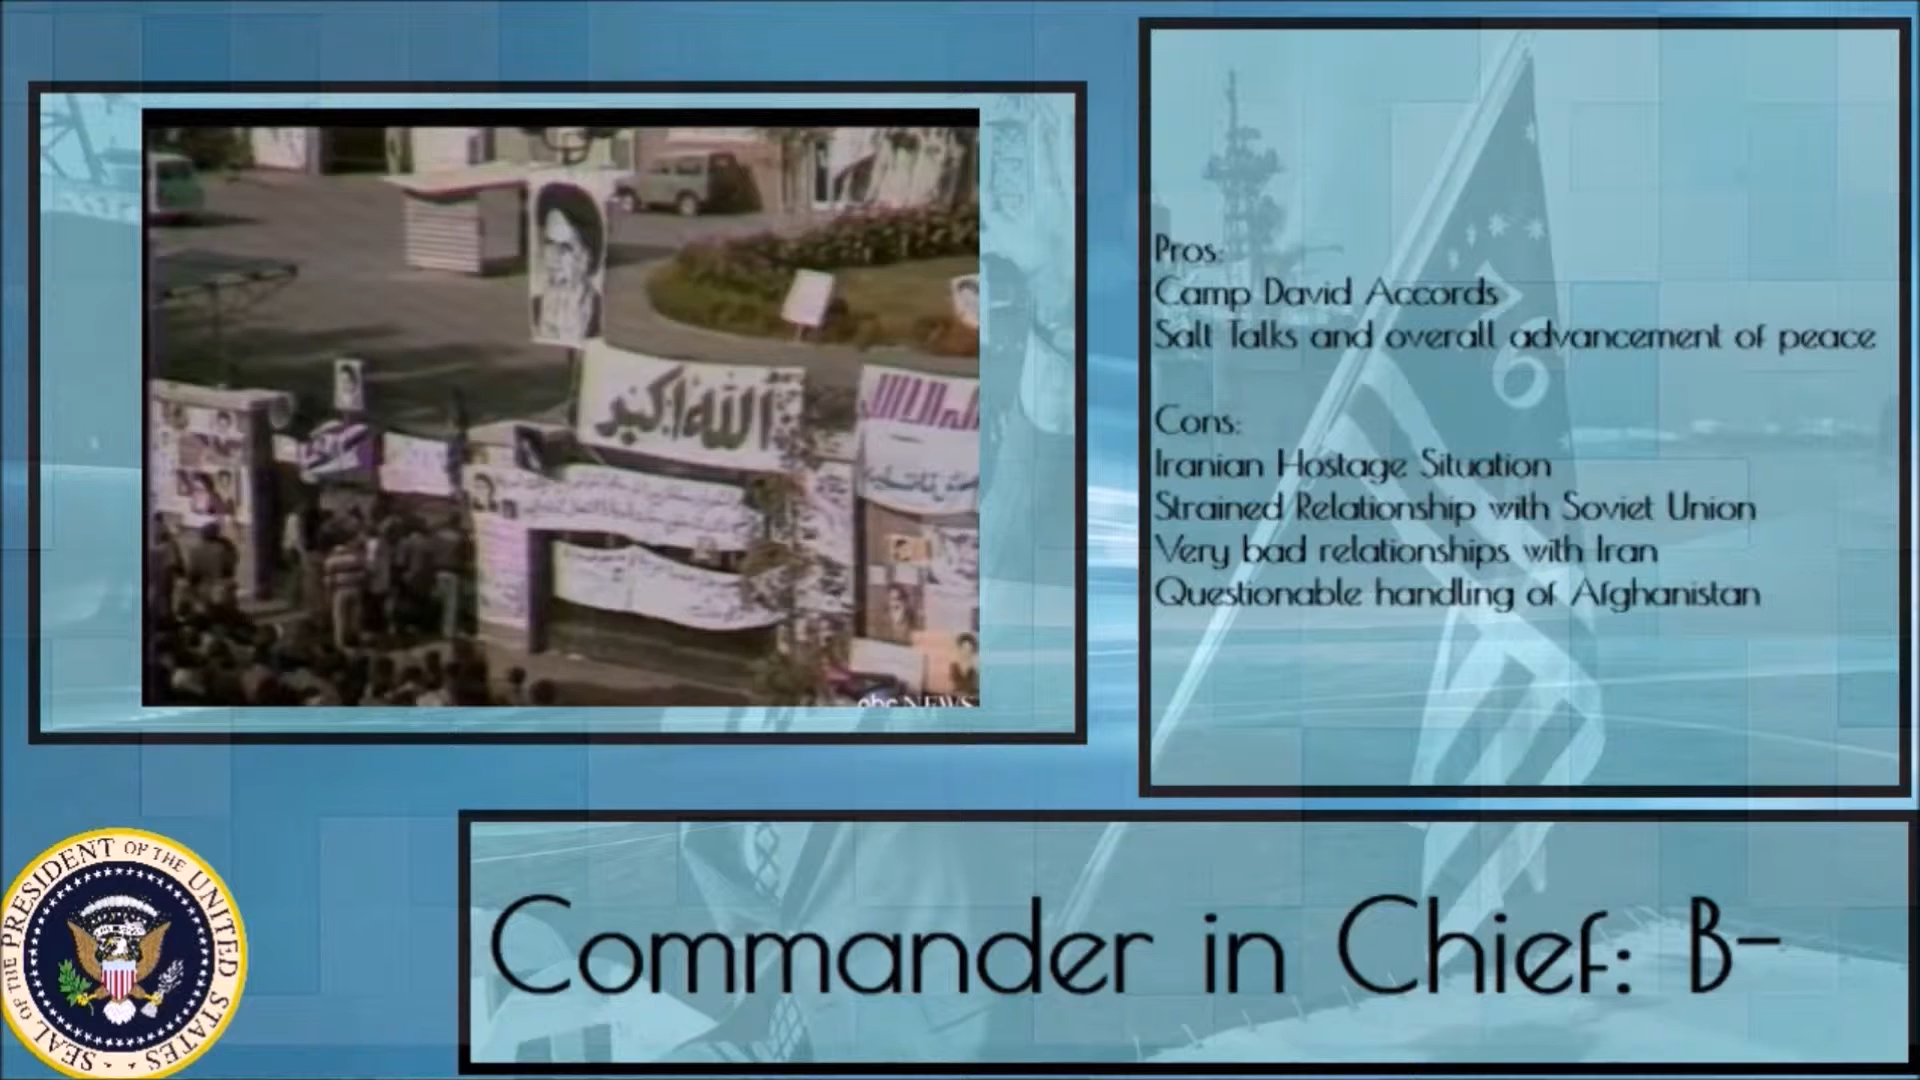 الله اکبر
abc NEWS
Pros:
Camp David Accords
Salt Talks and overall advancement of peace
Cons:
Iranian Hostage Situation
Strained Relationship with Soviet Union
Very bad relationships with Iran
Questionable handling of Afghanistan
76
SEAL OF THE PRESIDENT OF THE UNITED STATES
Commander in Chief: B-